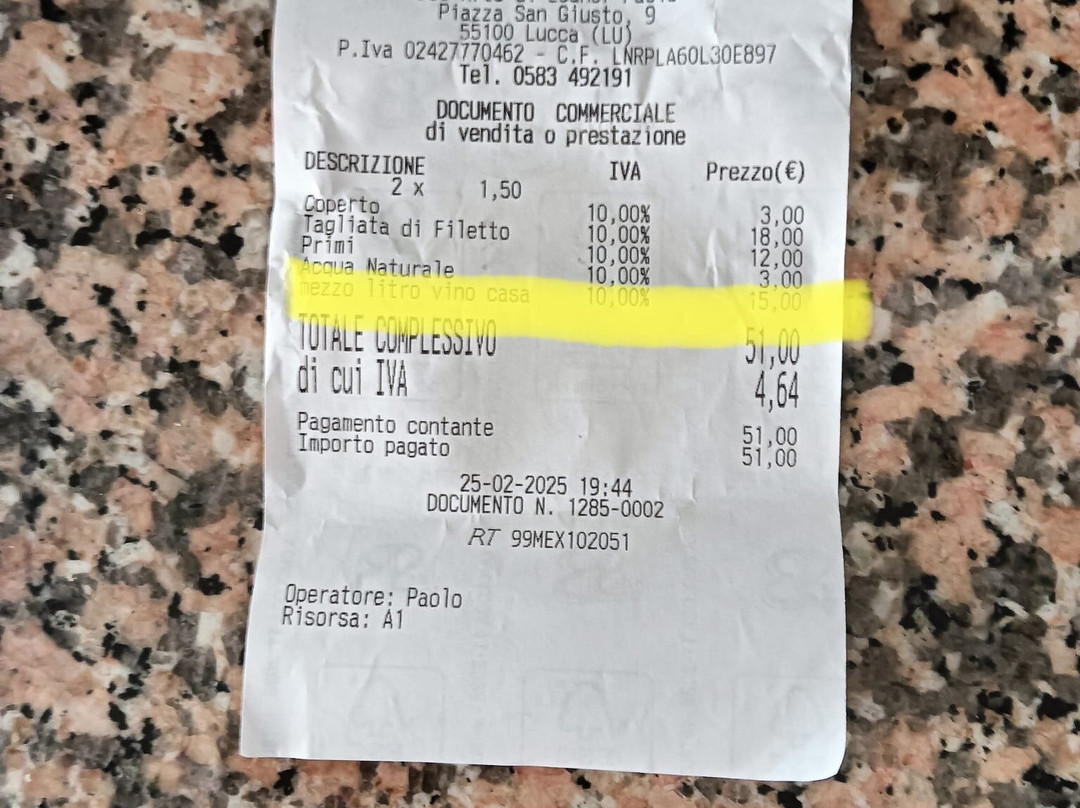 Piazza San Giusto, 9
55100 Lucca (LU)
P.Iva 02427770462 - C.F. LNRPLA60L30E897
Tel. 0583 492191
DOCUMENTO COMMERCIALE
di vendita o prestazione
DESCRIZIONE IVA Prezzo(€)
2 x 1,50
Coperto 10,00% 3,00
Tagliata di Filetto 10,00% 18,00
Primi 10,00% 12,00
Acqua Naturale 10,00% 3,00
mezzo litro vino casa 10,00% 15,00
TOTALE COMPLESSIVO 51,00
di cui IVA 4,64
Pagamento contante 51,00
Importo pagato 51,00
25-02-2025 19:44
DOCUMENTO N. 1285-0002
RT 99MEX102051
Operatore: Paolo
Risorsa: A1